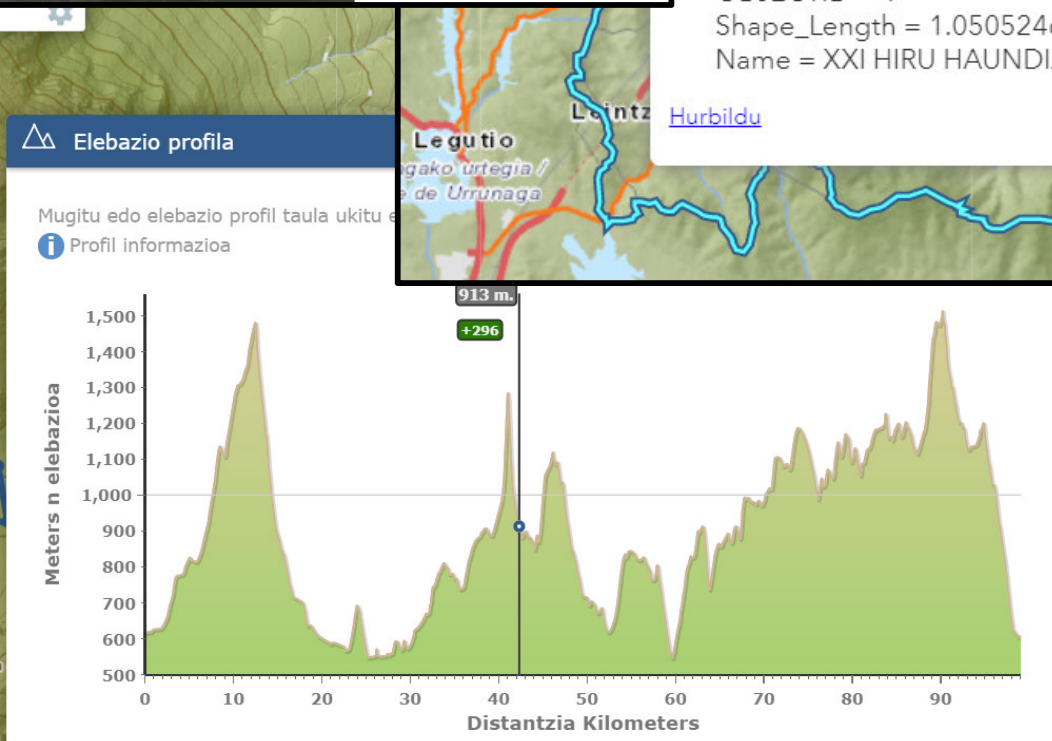 Shape_Length = 1.050524
Name = XXI HIRU HAUNDI
Hurbildu
Legutio
Leintz
gako urtegia /
de Urrunaga
Elebazio profila
Mugitu edo elebazio profil taula ukitu
Profil informazioa
913 m.
+296
Meters n elebazioa
1,500
1,400
1,300
1,200
1,100
1,000
900
800
700
600
500
0 10 20 30 40 50 60 70 80 90
Distantzia Kilometers